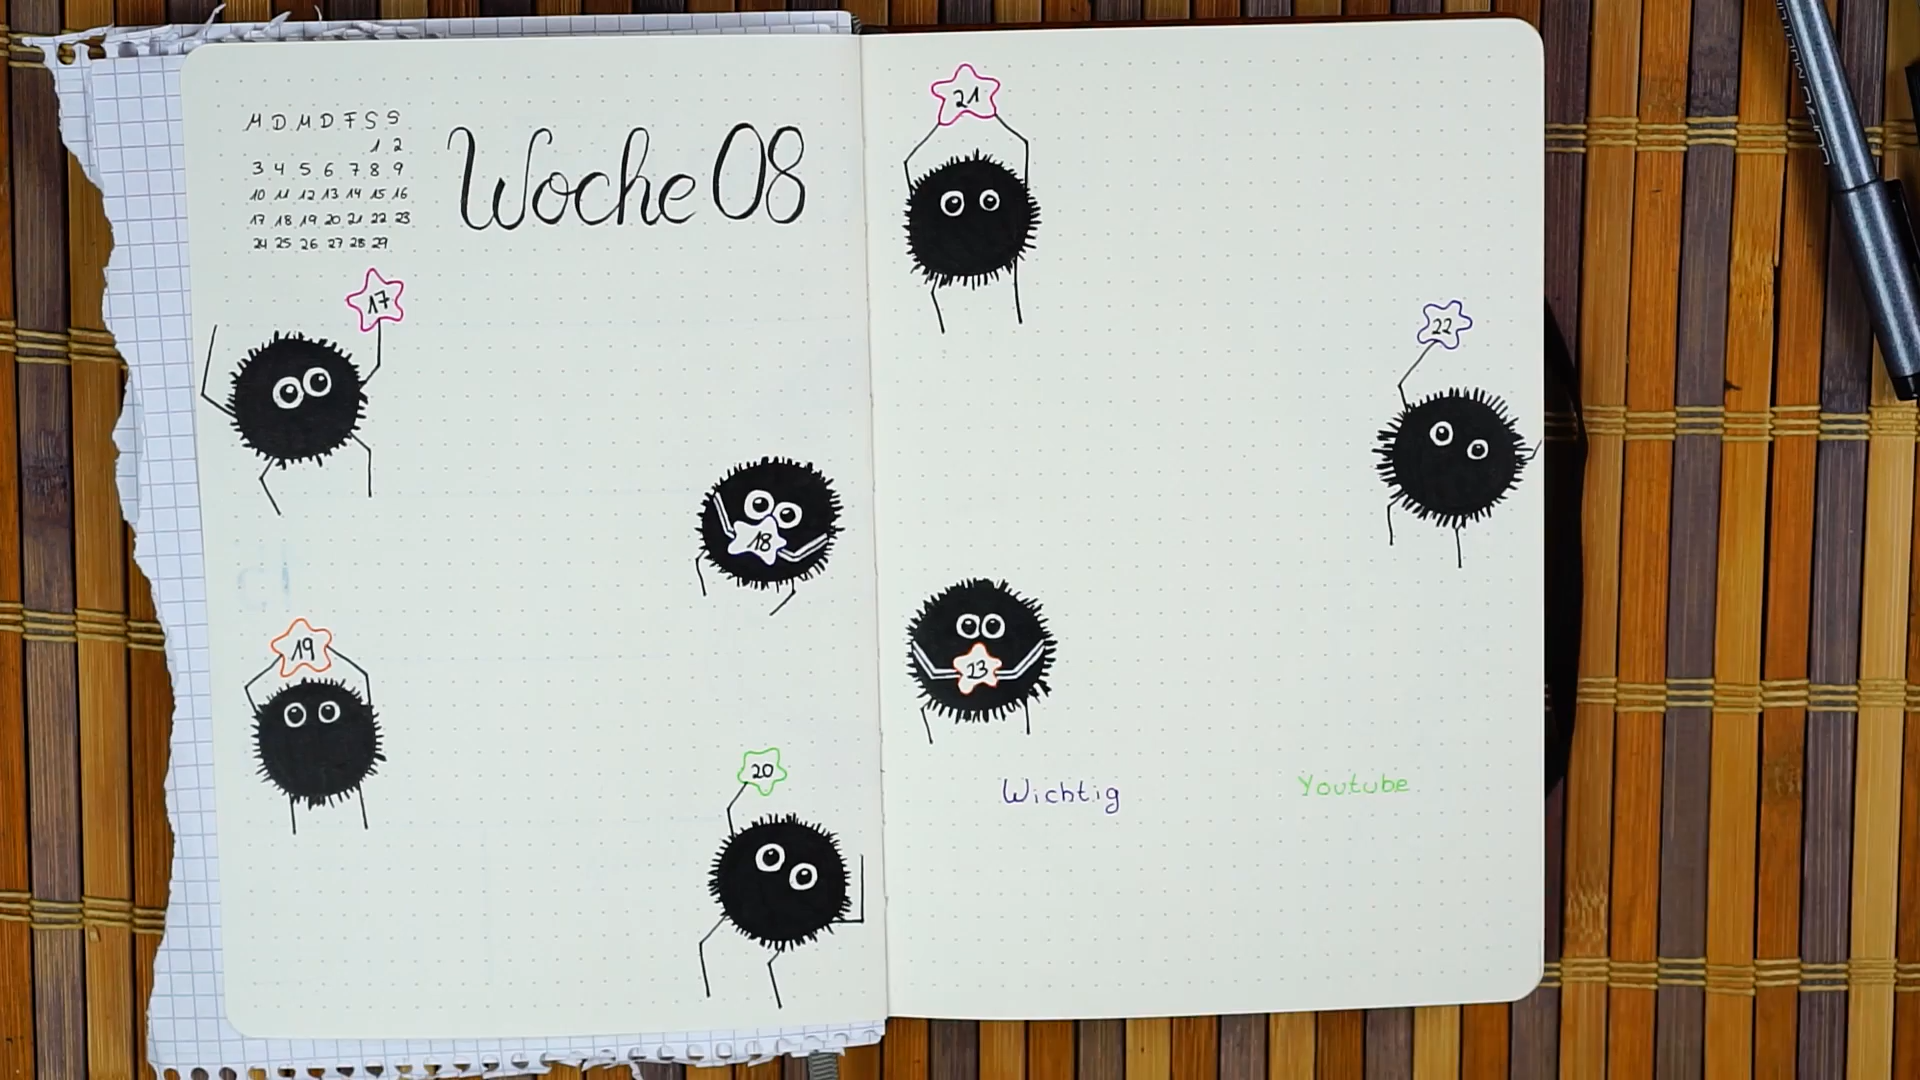 M D M D F S S
1 2
3 4 5 6 7 8 9
10 11 12 13 14 15 16
17 18 19 20 21 22 23
24 25 26 27 28 29
Woche 08
17
18
19
20
21
22
23
Wichtig
Youtube